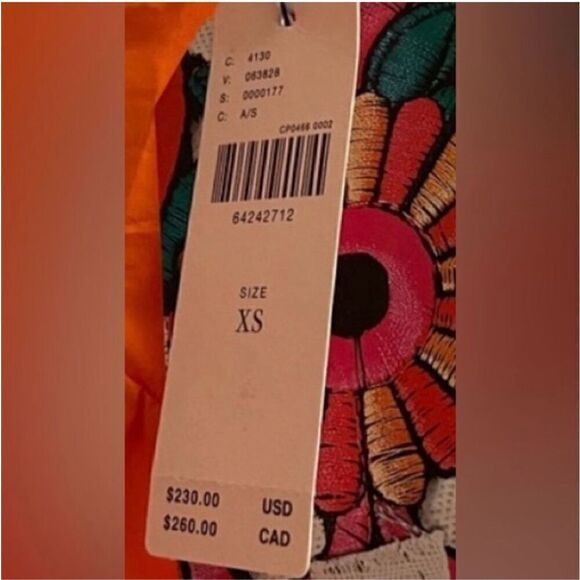 C: 4130
V: 063828
S: 0000177
C: A/S
CP0466 0002
64242712
SIZE
XS
$230.00 USD
$260.00 CAD